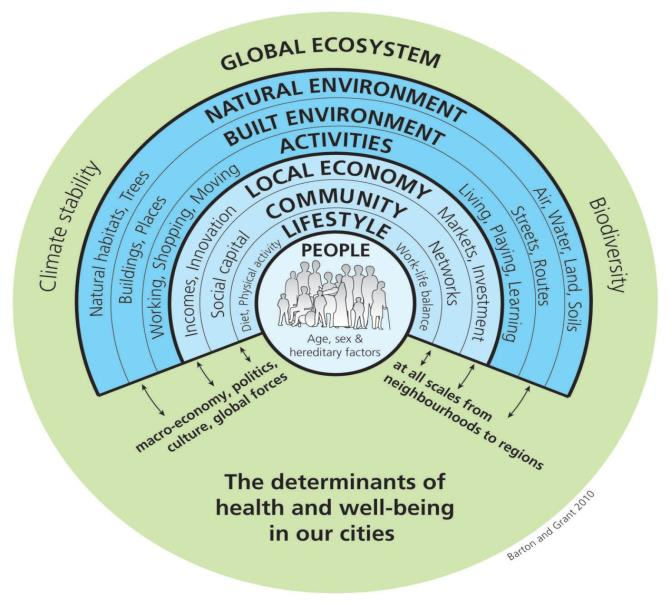 GLOBAL ECOSYSTEM
NATURAL ENVIRONMENT
BUILT ENVIRONMENT
ACTIVITIES
LOCAL ECONOMY
COMMUNITY
LIFESTYLE
PEOPLE
Climate stability
Natural habitats, Trees
Buildings, Places
Working, Shopping, Moving
Incomes, Innovation
Social capital
Diet, Physical activity
Work-life balance
Networks
Markets, Investment
Living, Playing, Learning
Streets, Routes
Air, Water, Land, Soils
Biodiversity
Age, sex &
hereditary factors
macro-economy, politics,
culture, global forces
at all scales from
neighbourhoods to regions
The determinants of
health and well-being
in our cities
Barton and Grant 2010